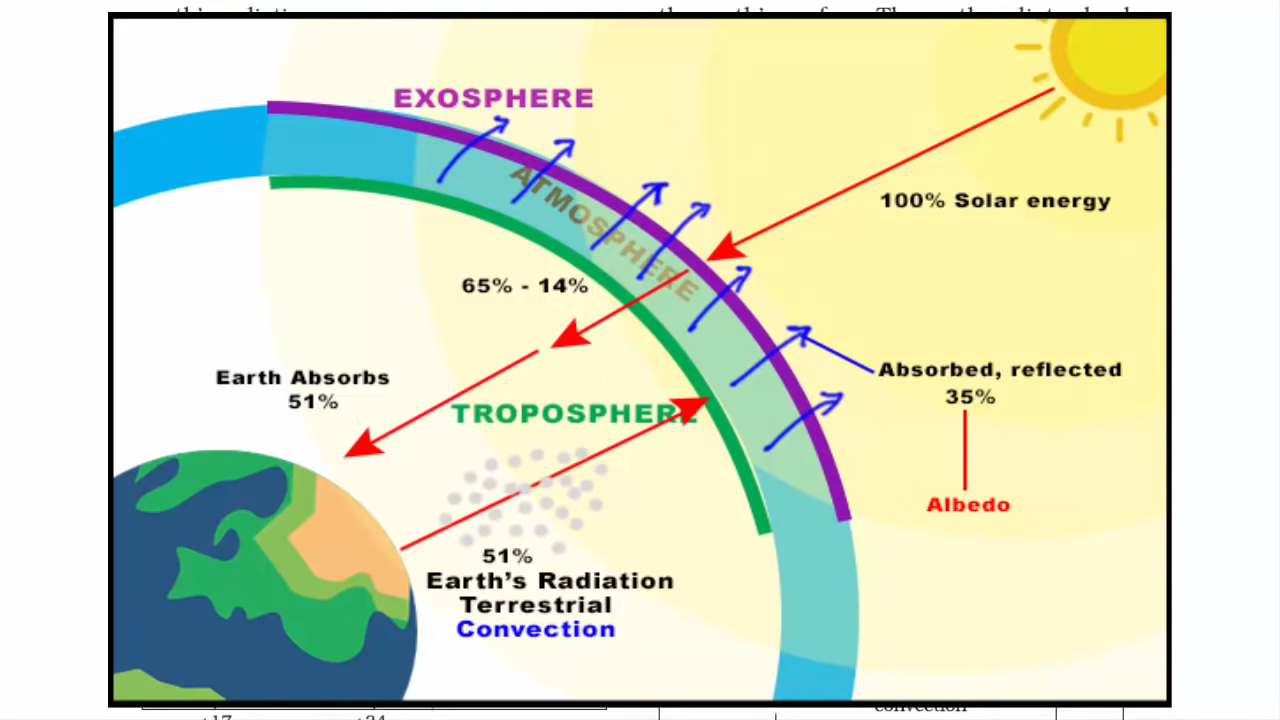 EXOSPHERE
ATMOSPHERE
100% Solar energy
65% - 14%
Absorbed, reflected
35%
Earth Absorbs
51%
TROPOSPHERE
Albedo
51%
Earth's Radiation
Terrestrial
Convection
convection